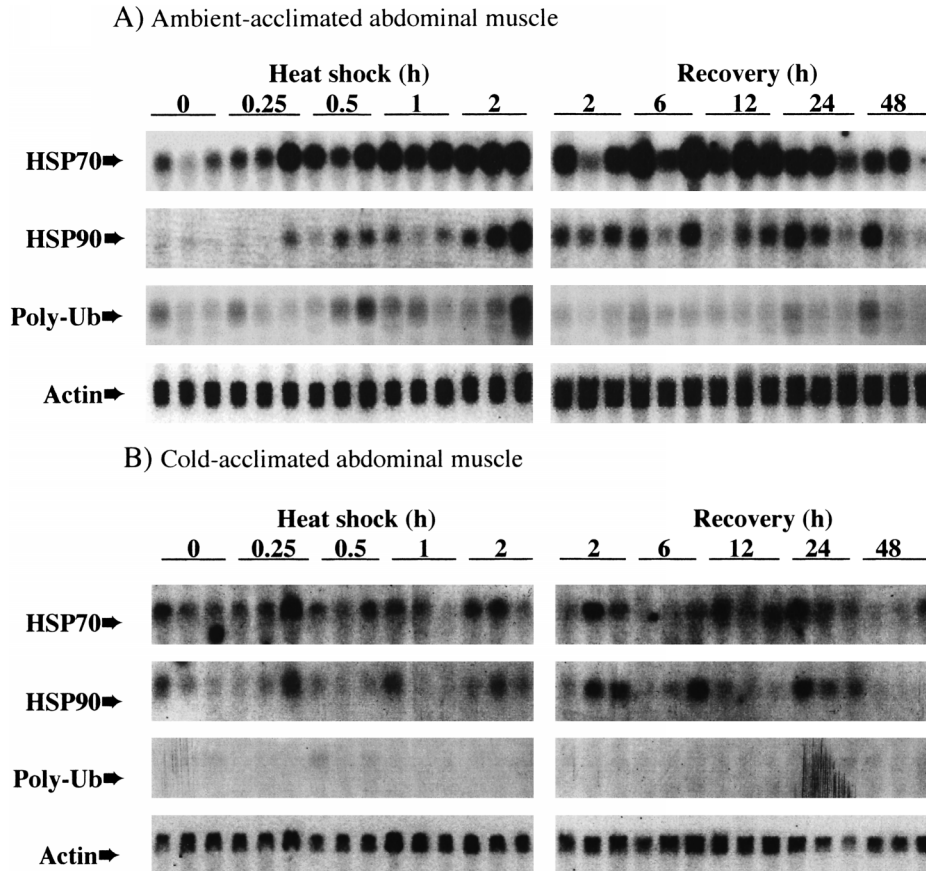 A) Ambient-acclimated abdominal muscle
Heat shock (h) Recovery (h)
0 0.25 0.5 1 2 2 6 12 24 48
HSP70
HSP90
Poly-Ub
Actin
B) Cold-acclimated abdominal muscle
Heat shock (h) Recovery (h)
0 0.25 0.5 1 2 2 6 12 24 48
HSP70
HSP90
Poly-Ub
Actin